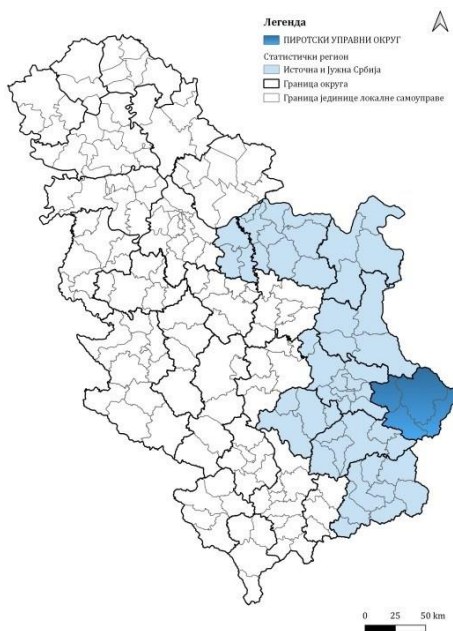 Легенда
ПИРОТСКИ УПРАВНИ ОКРУГ
Статистички регион
Источна и Јужна Србија
Граница округа
Граница јединице локалне самоуправе
0 25 50 km